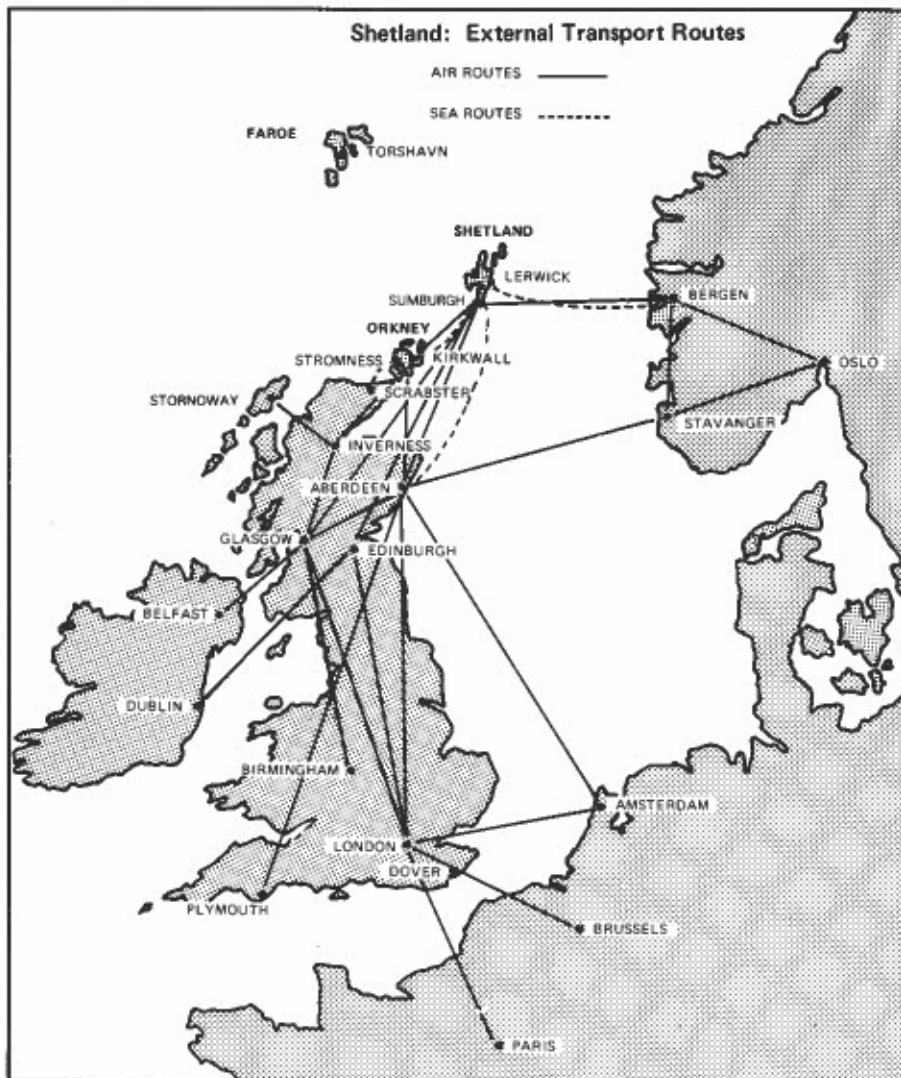 Shetland: External Transport Routes
AIR ROUTES
SEA ROUTES
FAROE
TORSHAVN
SHETLAND
LERWICK
SUMBURGH
BERGEN
ORKNEY
STROMNESS
KIRKWALL
OSLO
SCRABSTER
STORNOWAY
STAVANGER
INVERNESS
ABERDEEN
GLASGOW
EDINBURGH
BELFAST
DUBLIN
BIRMINGHAM
AMSTERDAM
LONDON
DOVER
PLYMOUTH
BRUSSELS
PARIS